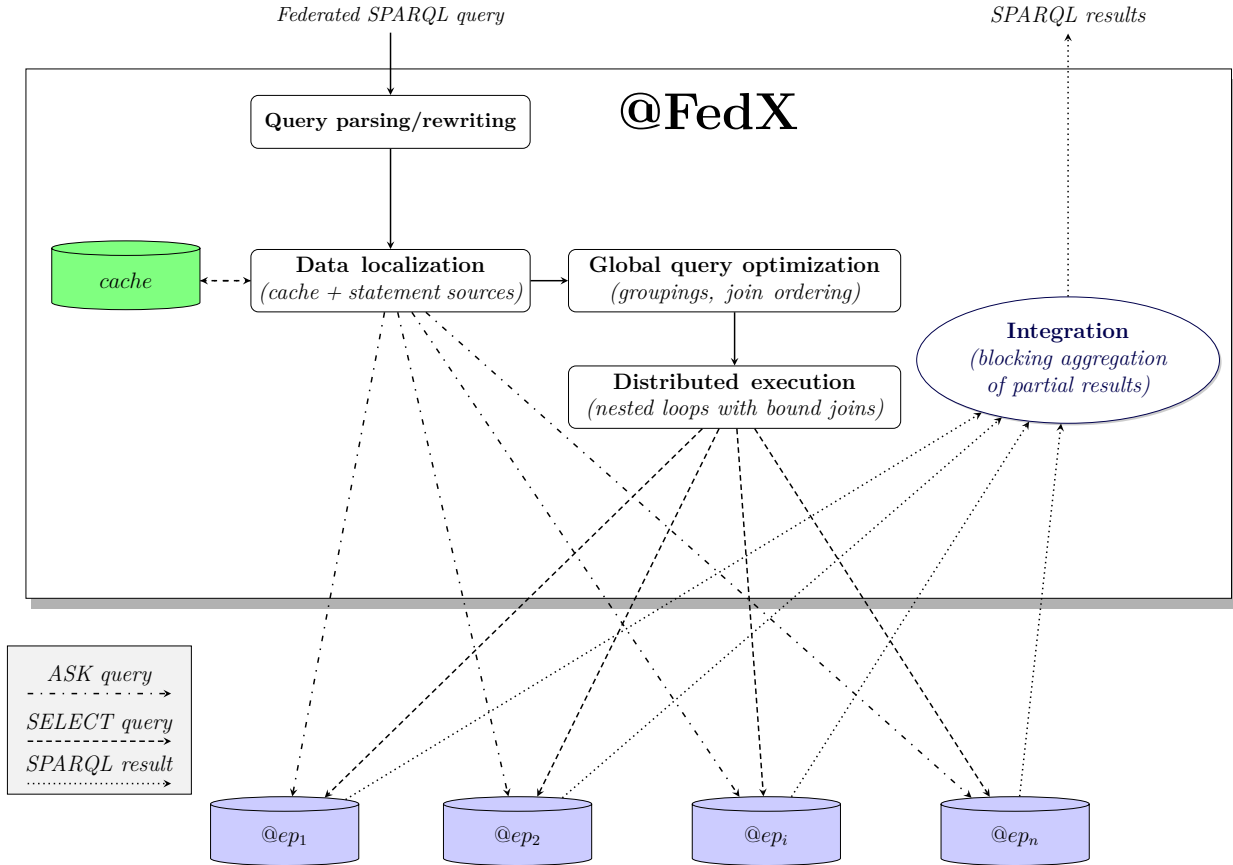 Federated SPARQL query
SPARQL results
@FedX
Query parsing/rewriting
cache
Data localization
(cache + statement sources)
Global query optimization
(groupings, join ordering)
Integration
(blocking aggregation
of partial results)
Distributed execution
(nested loops with bound joins)
ASK query
SELECT query
SPARQL result
@ep₁
@ep₂
@epᵢ
@epₙ